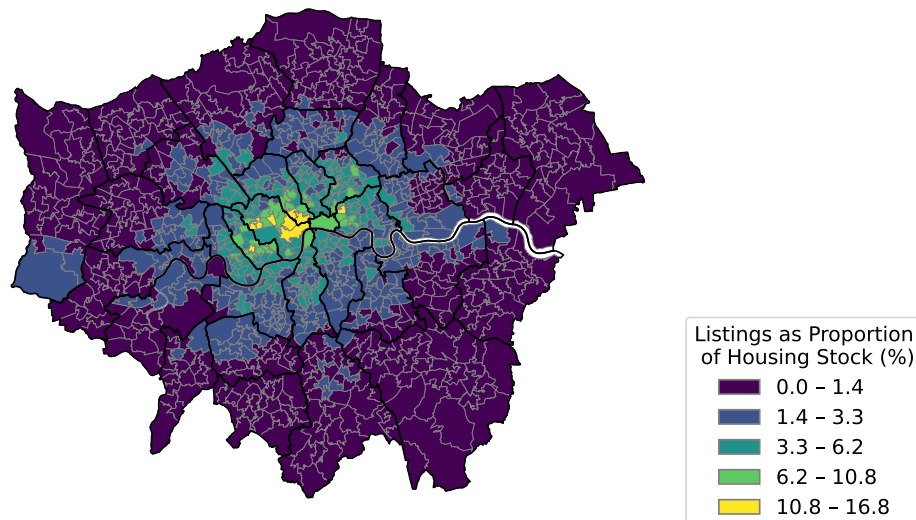 Listings as Proportion
of Housing Stock (%)
0.0 – 1.4
1.4 – 3.3
3.3 – 6.2
6.2 – 10.8
10.8 – 16.8